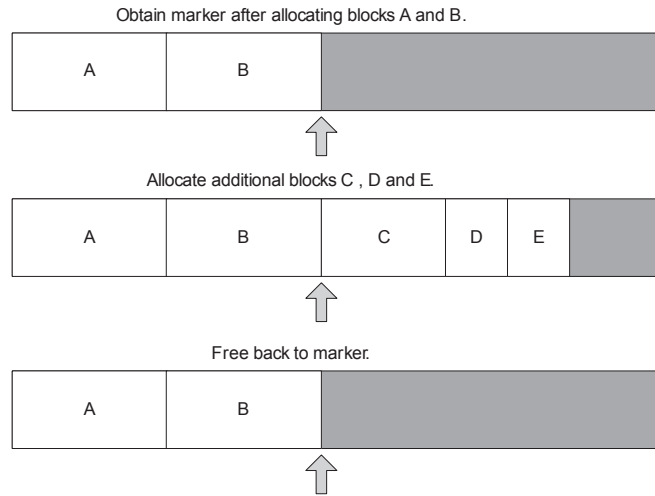 Obtain marker after allocating blocks A and B.
A B
Allocate additional blocks C , D and E.
A B C D E
Free back to marker.
A B